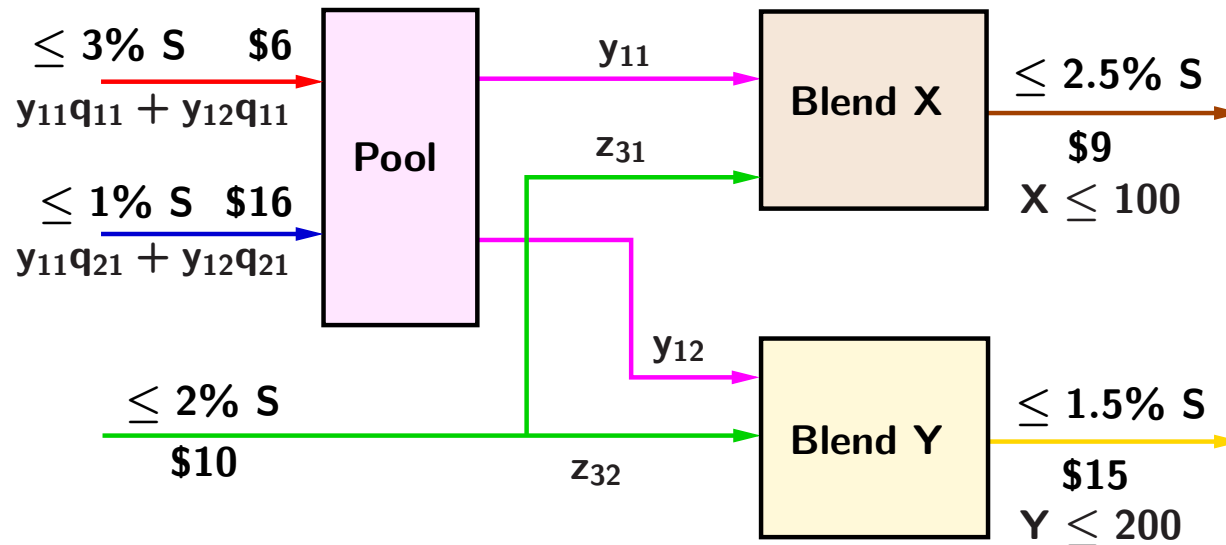 ≤ 3% S $6
y₁₁q₁₁ + y₁₂q₁₁
≤ 1% S $16
y₁₁q₂₁ + y₁₂q₂₁
Pool
y₁₁
z₃₁
Blend X
≤ 2.5% S
$9
X ≤ 100
≤ 2% S
$10
y₁₂
z₃₂
Blend Y
≤ 1.5% S
$15
Y ≤ 200